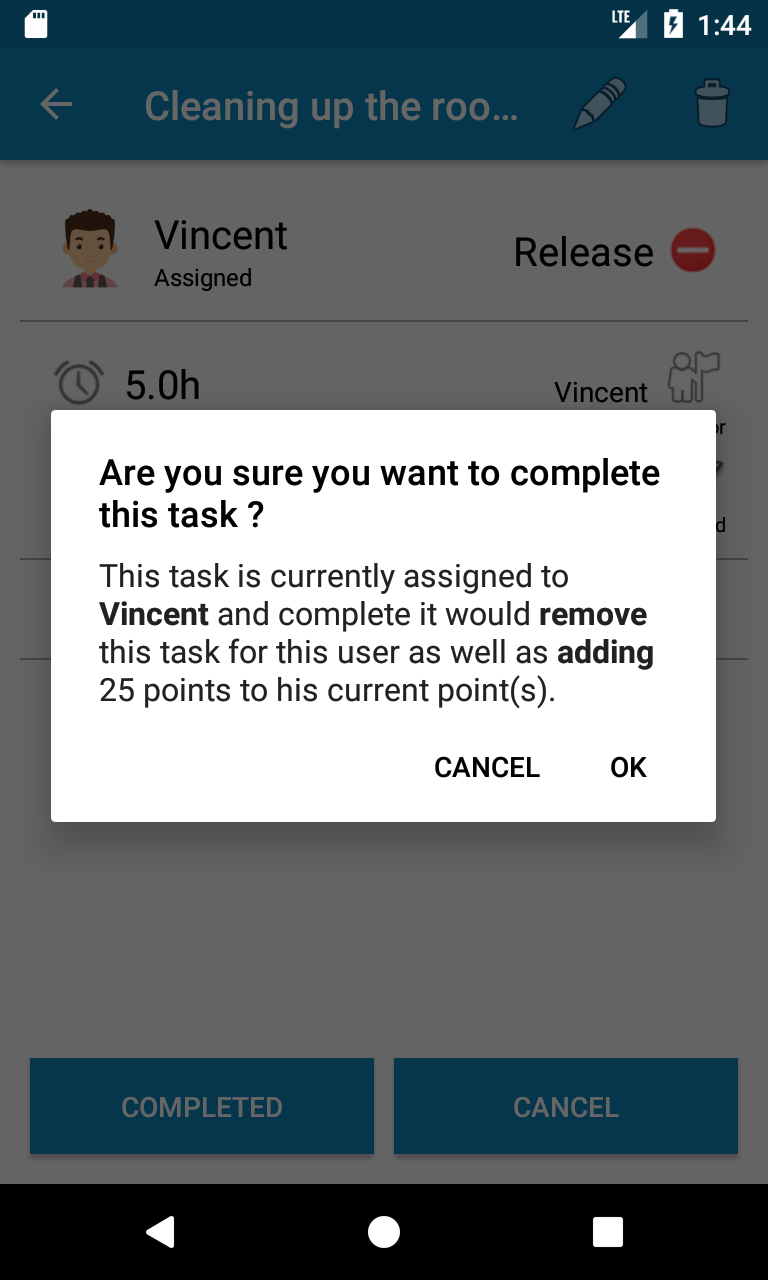 LTE 1:44
Cleaning up the roo…
Vincent
Assigned
Release
5.0h
Vincent
or
d
Are you sure you want to complete
this task ?
This task is currently assigned to
Vincent and complete it would remove
this task for this user as well as adding
25 points to his current point(s).
CANCEL OK
COMPLETED CANCEL